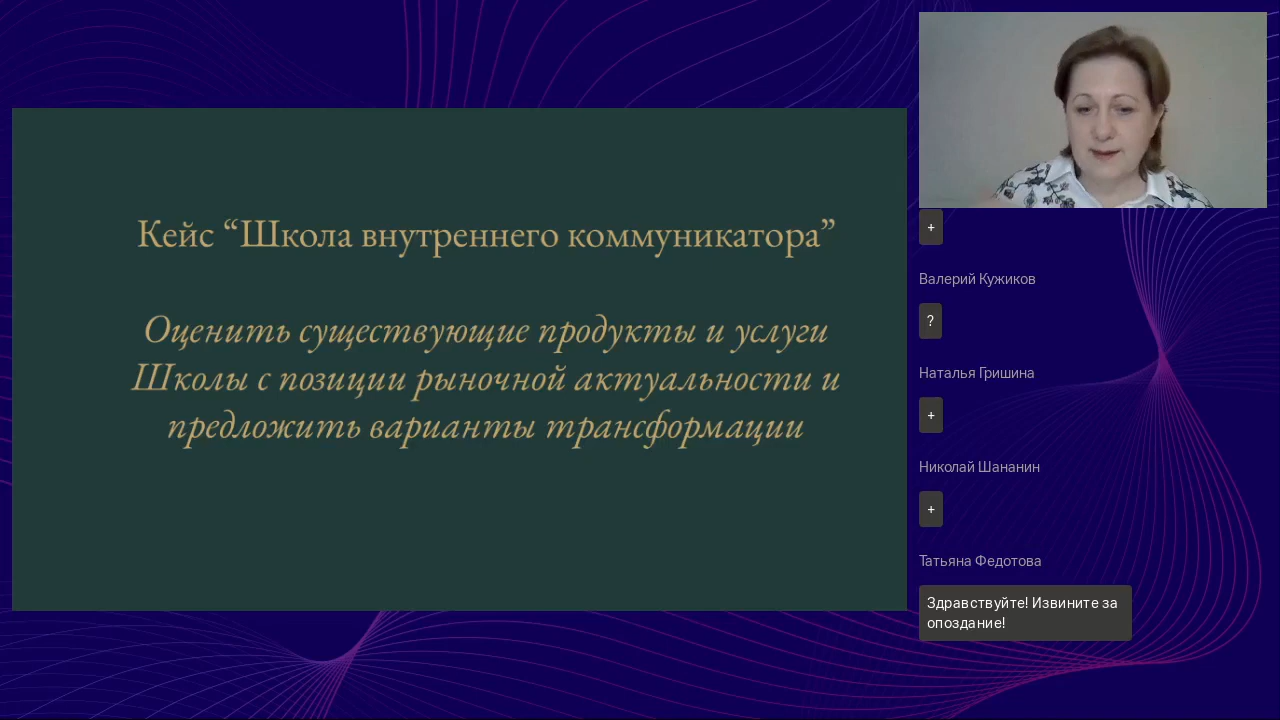 Кейс “Школа внутреннего коммуникатора”
Оценить существующие продукты и услуги
Школы с позиции рыночной актуальности и
предложить варианты трансформации
+
Валерий Кужиков
?
Наталья Гришина
+
Николай Шананин
+
Татьяна Федотова
Здравствуйте! Извините за
опоздание!